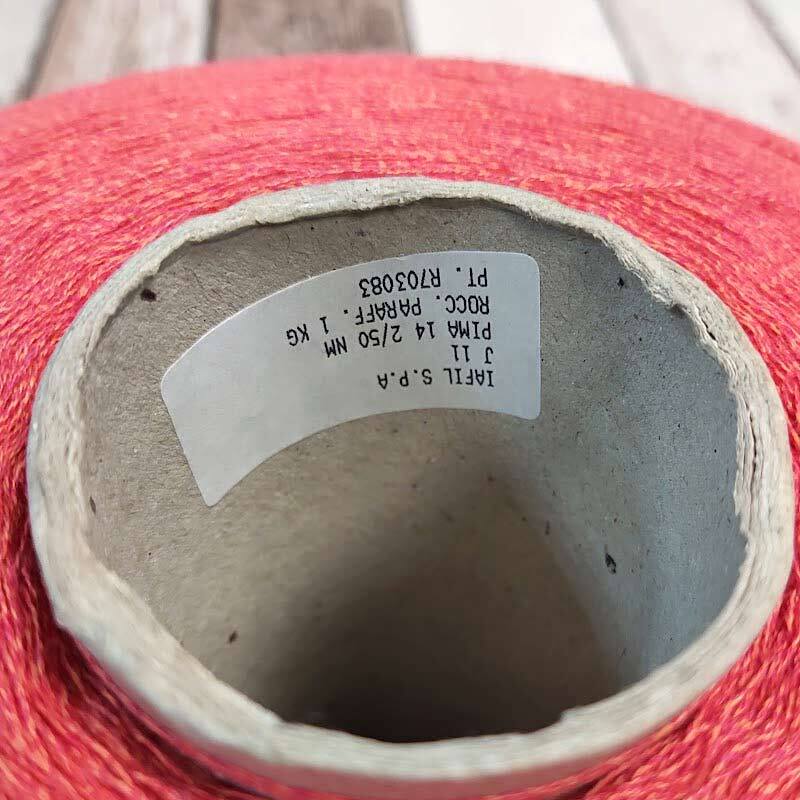 IAFIL S.P.A
J 11
PIMA 14 2/50 NM
ROCC. PARAFF. 1 KG
PT. R703083